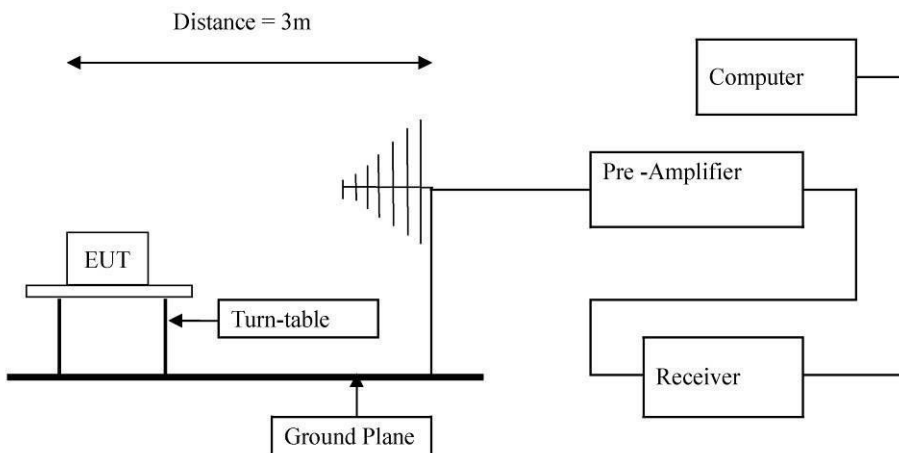 Distance = 3m
Computer
Pre -Amplifier
EUT
Turn-table
Receiver
Ground Plane